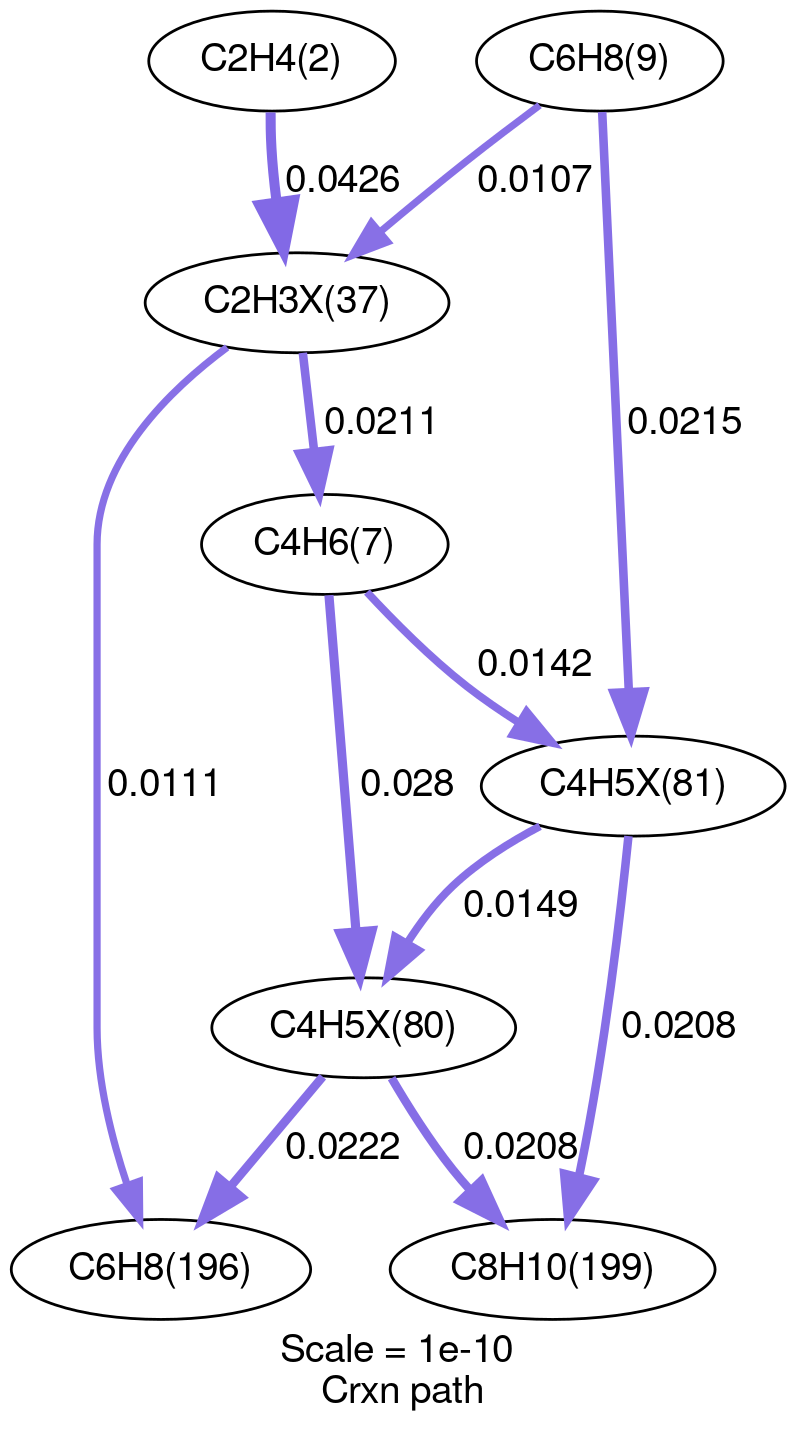 C2H4(2)
C6H8(9)
0.0426
0.0107
C2H3X(37)
0.0211
0.0215
C4H6(7)
0.0142
0.0111
0.028
C4H5X(81)
0.0149
C4H5X(80)
0.0208
0.0222
0.0208
C6H8(196)
C8H10(199)
Scale = 1e-10
Crxn path